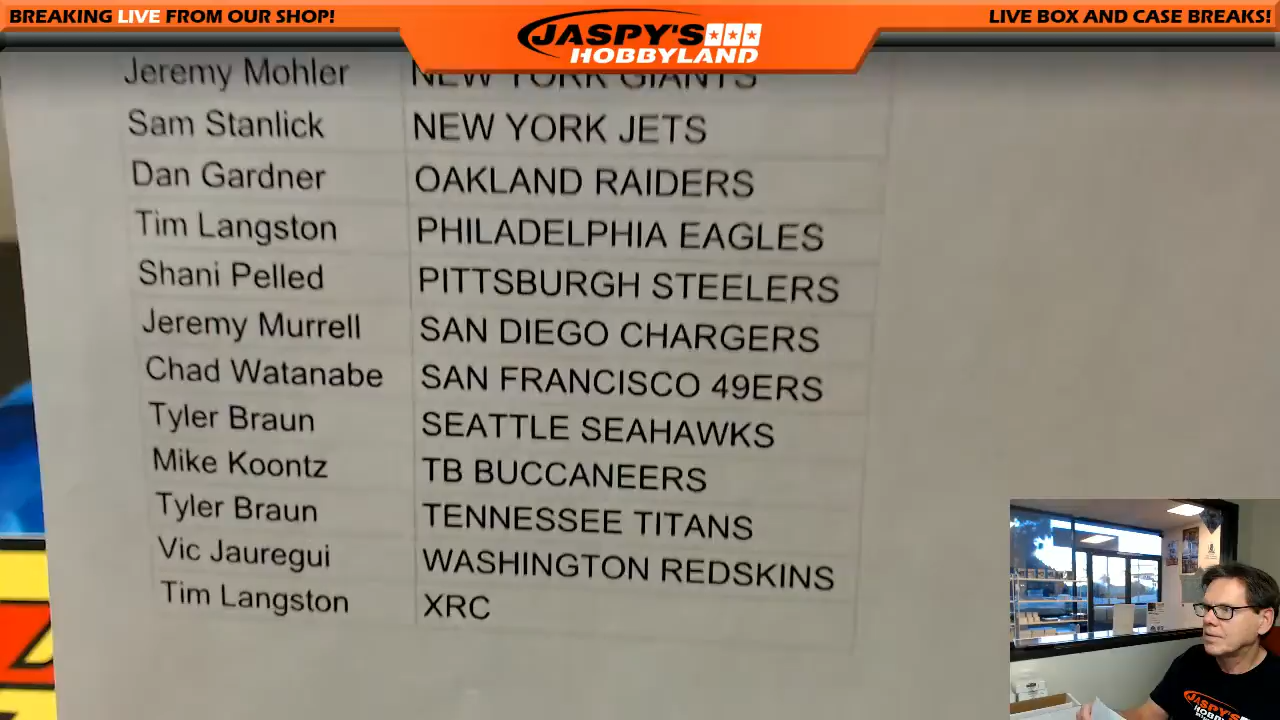 BREAKING LIVE FROM OUR SHOP!
JASPY'S
HOBBYLAND
LIVE BOX AND CASE BREAKS!
Jeremy Mohler NEW YORK GIANTS
Sam Stanlick NEW YORK JETS
Dan Gardner OAKLAND RAIDERS
Tim Langston PHILADELPHIA EAGLES
Shani Pelled PITTSBURGH STEELERS
Jeremy Murrell SAN DIEGO CHARGERS
Chad Watanabe SAN FRANCISCO 49ERS
Tyler Braun SEATTLE SEAHAWKS
Mike Koontz TB BUCCANEERS
Tyler Braun TENNESSEE TITANS
Vic Jauregui WASHINGTON REDSKINS
Tim Langston XRC
JASPY'S